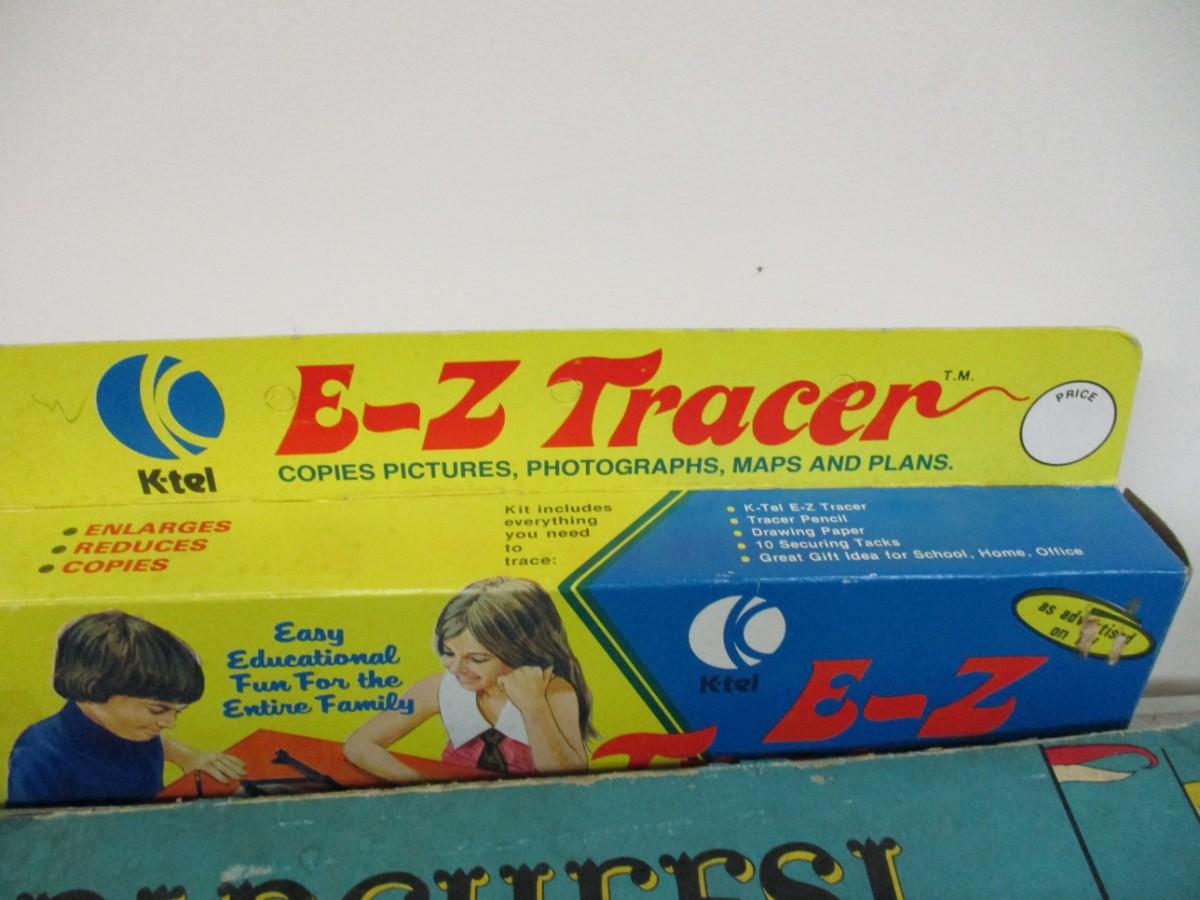 E-Z Tracer T.M.
K-tel
PRICE
COPIES PICTURES, PHOTOGRAPHS, MAPS AND PLANS.
• ENLARGES
• REDUCES
• COPIES
Kit includes
everything
you need
to
trace:
• K-Tel E-Z Tracer
• Tracer Pencil
• Drawing Paper
• 10 Securing Tacks
• Great Gift Idea for School, Home, Office
Easy
Educational
Fun For the
Entire Family
K-tel
as advertised
on
E-Z